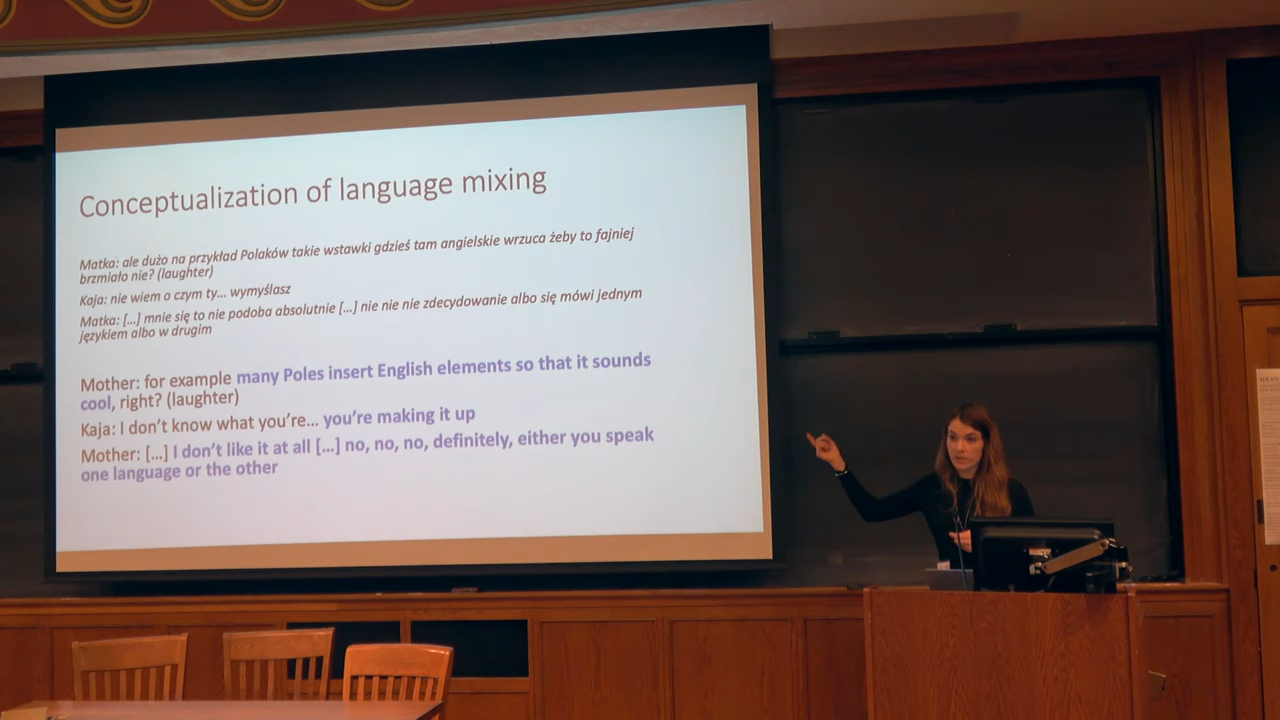 Conceptualization of language mixing
Matka: ale dużo na przykład Polaków takie wstawki gdzieś tam angielskie wrzuca żeby to fajniej
brzmiało nie? (laughter)
Kaja: nie wiem o czym ty... wymyślasz
Matka: [...] mnie się to nie podoba absolutnie [...] nie nie nie zdecydowanie albo się mówi jednym
językiem albo w drugim
Mother: for example many Poles insert English elements so that it sounds
cool, right? (laughter)
Kaja: I don't know what you're... you're making it up
Mother: [...] I don't like it at all [...] no, no, no, definitely, either you speak
one language or the other